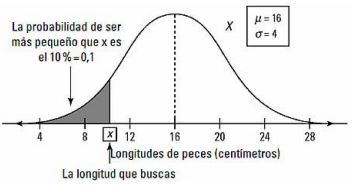 La probabilidad de ser
más pequeño que x es
el 10 % = 0,1
X
μ = 16
σ = 4
4
8
x
12
16
20
24
28
Longitudes de peces (centímetros)
La longitud que buscas